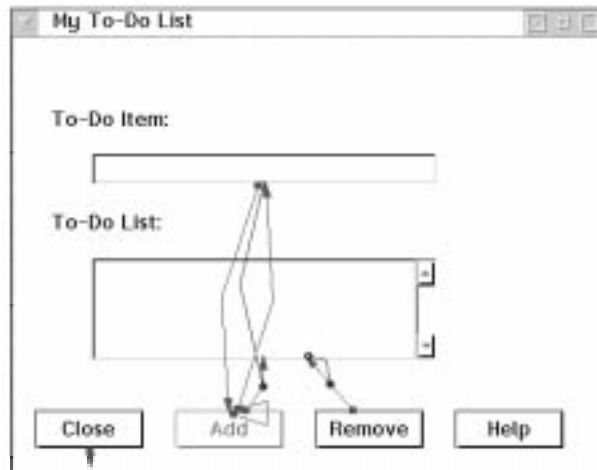 My To-Do List
To-Do Item:
To-Do List:
Close Add Remove Help